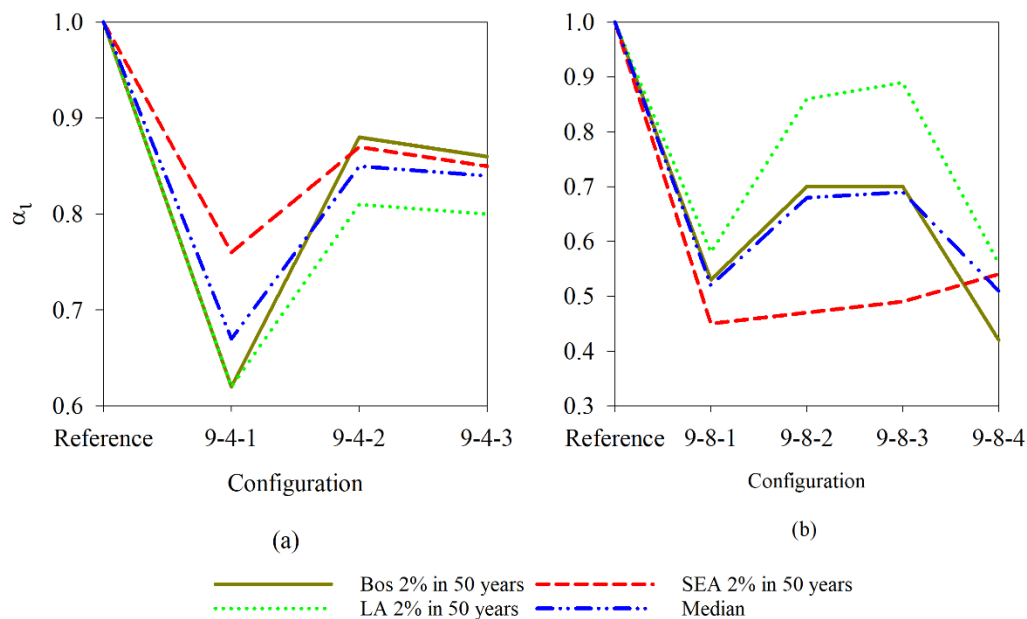 1.0
0.9
0.8
0.7
0.6
αι
Reference 9-4-1 9-4-2 9-4-3
Configuration
(a)
1.0
0.9
0.8
0.7
0.6
0.5
0.4
0.3
Reference 9-8-1 9-8-2 9-8-3 9-8-4
Configuration
(b)
Bos 2% in 50 years SEA 2% in 50 years
LA 2% in 50 years Median